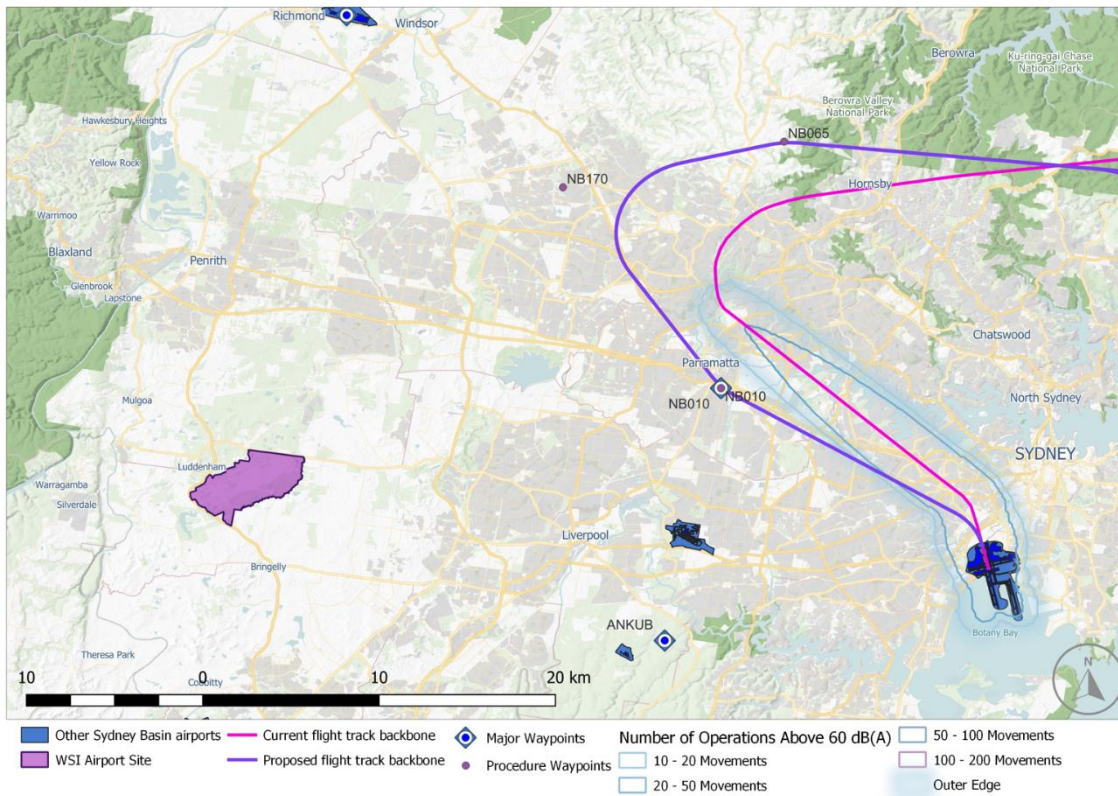 Richmond
Windsor
Berowra
Ku-ring-gai Chase
National Park
Berowra Valley
National Park
Hawkesbury Heights
NB065
Yellow Rock
NB170
Hornsby
Warrimoo
Blaxland
Penrith
Glenbrook
Lapstone
Chatswood
Parramatta
NB010
NB010
North Sydney
Mulgoa
SYDNEY
Luddenham
Warragamba
Silverdale
Liverpool
Bringelly
ANKUB
Botany Bay
Theresa Park
N
Cobbitty
10 0 10 20 km
Other Sydney Basin airports
WSI Airport Site
Current flight track backbone
Proposed flight track backbone
Major Waypoints
Procedure Waypoints
Number of Operations Above 60 dB(A)
10 - 20 Movements
20 - 50 Movements
50 - 100 Movements
100 - 200 Movements
Outer Edge